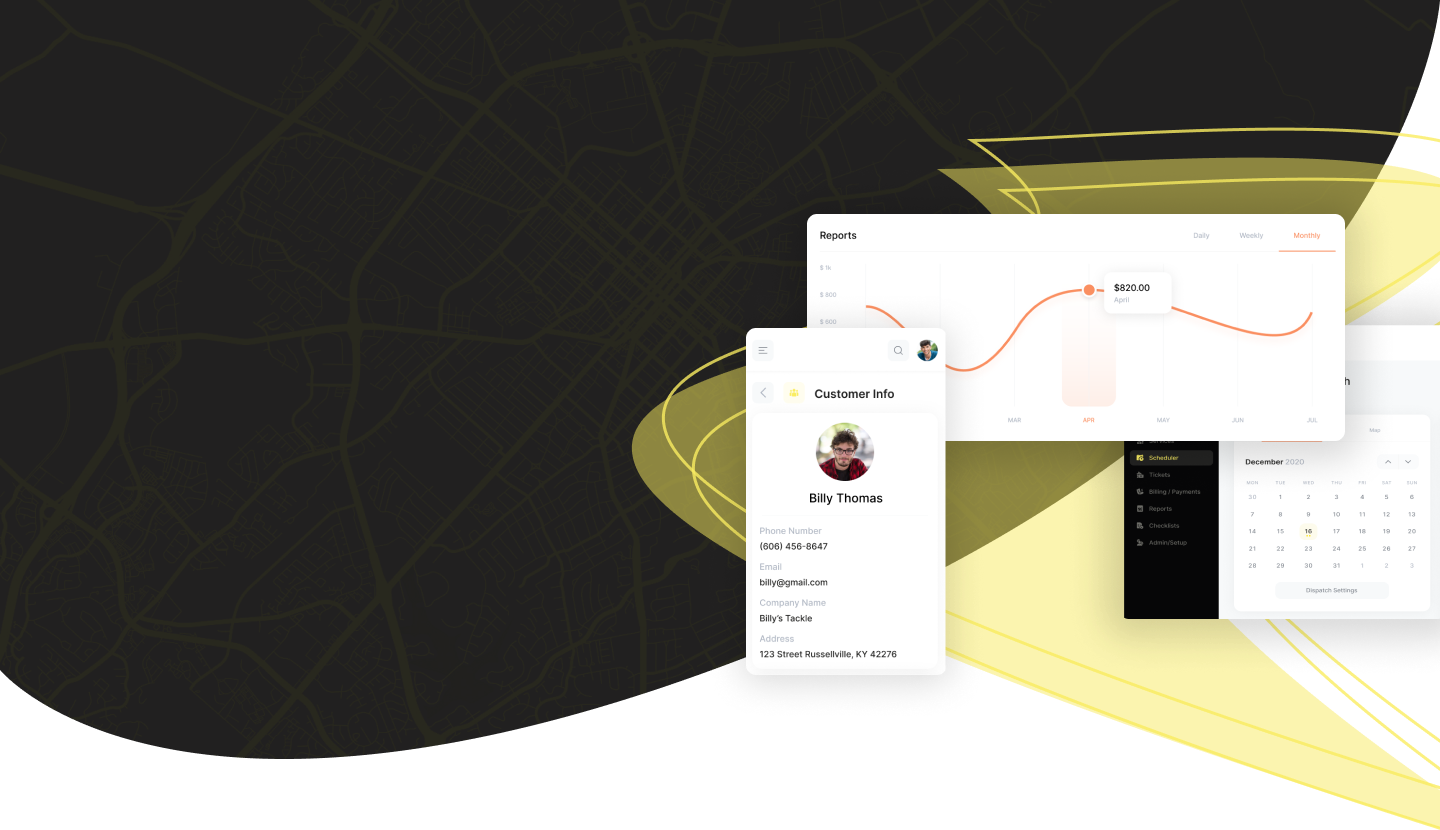 Reports
Daily
Weekly
Monthly
$ 1k
$ 800
$ 600
$820.00
April
MAR
APR
MAY
JUN
JUL
Customer Info
Billy Thomas
Phone Number
(606) 456-8647
Email
billy@gmail.com
Company Name
Billy's Tackle
Address
123 Street Russellville, KY 42276
h
May
Services
Scheduler
Tickets
Billing / Payments
Reports
Checklists
Admin/Setup
December 2020
MON TUE WED THU FRI SAT SUN
30 1 2 3 4 5 6
7 8 9 10 11 12 13
14 15 16 17 18 19 20
21 22 23 24 25 26 27
28 29 30 31 1 2 3
Dispatch Settings